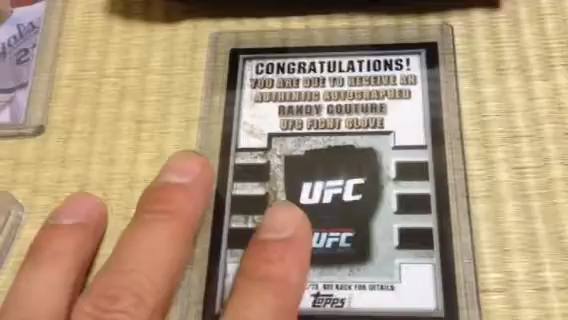 CONGRATULATIONS!
YOU ARE DUE TO RECEIVE AN
AUTHENTIC AUTOGRAPHED
RANDY COUTURE
UFC FIGHT GLOVE
UFC
UFC
SEE BACK FOR DETAILS
Topps